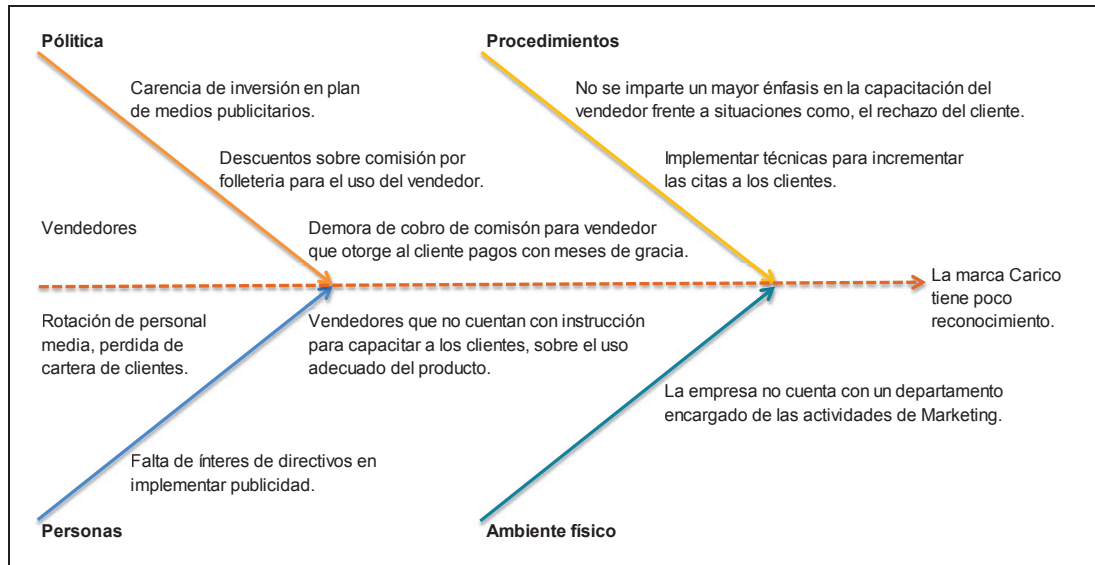 Pólitica
Procedimientos
Carencia de inversión en plan
de medios publicitarios.
No se imparte un mayor énfasis en la capacitación del
vendedor frente a situaciones como, el rechazo del cliente.
Descuentos sobre comisión por
folleteria para el uso del vendedor.
Implementar técnicas para incrementar
las citas a los clientes.
Vendedores
Demora de cobro de comisón para vendedor
que otorge al cliente pagos con meses de gracia.
La marca Carico
tiene poco
reconocimiento.
Rotación de personal
media, perdida de
cartera de clientes.
Vendedores que no cuentan con instrucción
para capacitar a los clientes, sobre el uso
adecuado del producto.
La empresa no cuenta con un departamento
encargado de las actividades de Marketing.
Falta de ínteres de directivos en
implementar publicidad.
Personas
Ambiente físico